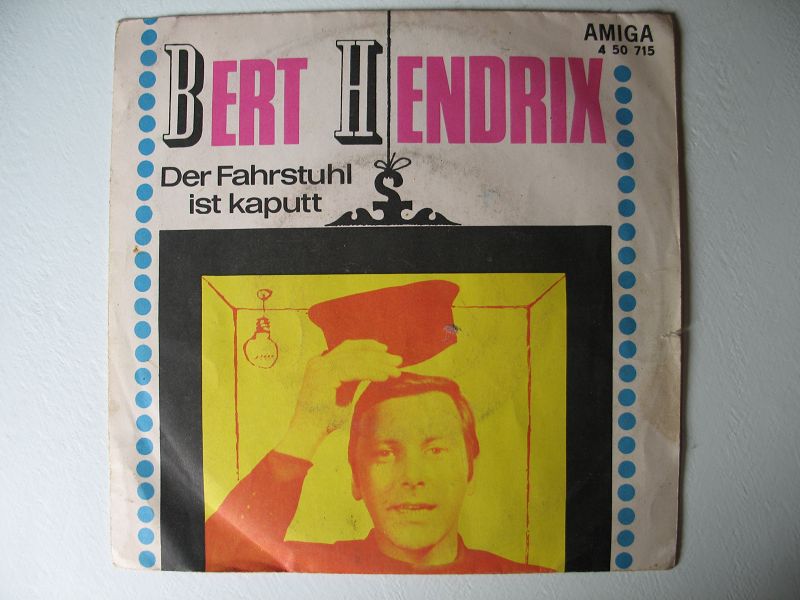 AMIGA
4 50 715
BERT HENDRIX
Der Fahrstuhl
ist kaputt